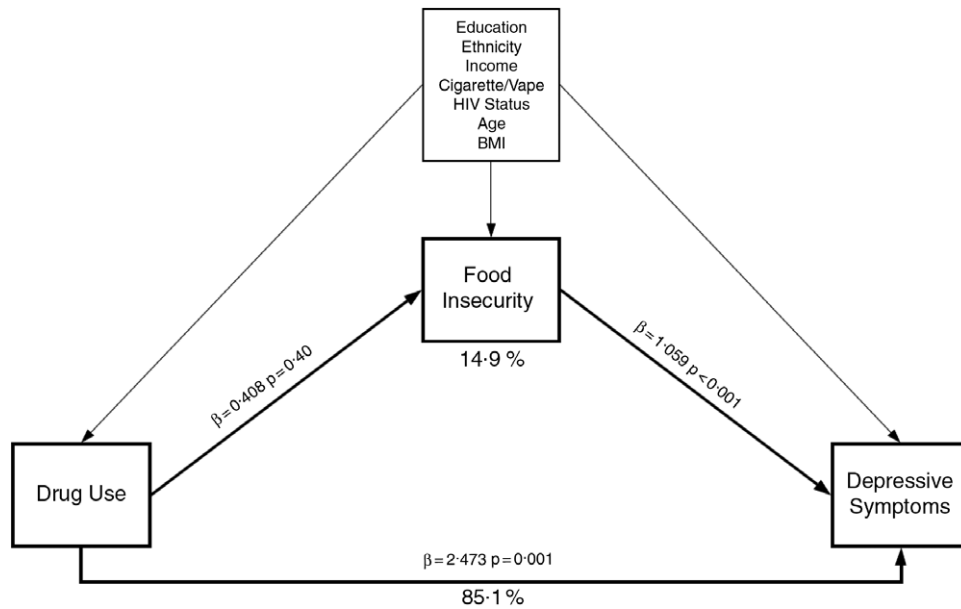 Education
Ethnicity
Income
Cigarette/Vape
HIV Status
Age
BMI
Food
Insecurity
14·9 %
β=0·408 p=0·40
β=1·059 p<0·001
Drug Use
Depressive
Symptoms
β=2·473 p=0·001
85·1 %